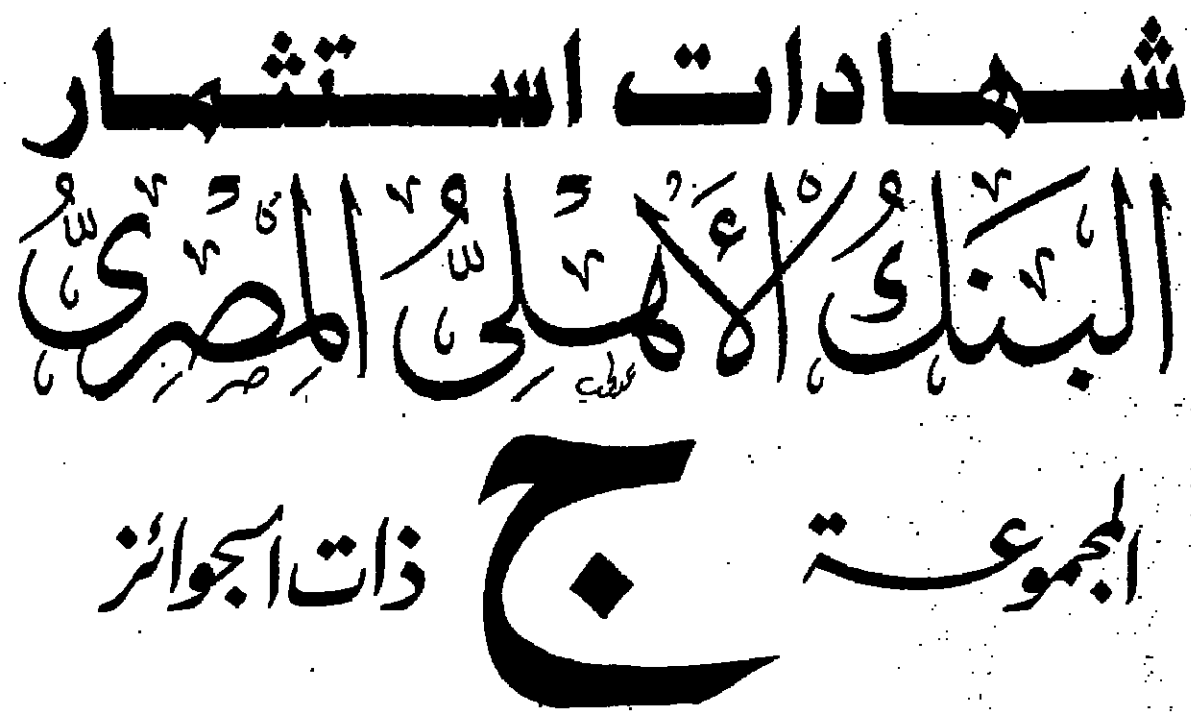 شهادات استثمار
البنك الأهلى المصرى
المجموعة ج ذات الجوائز